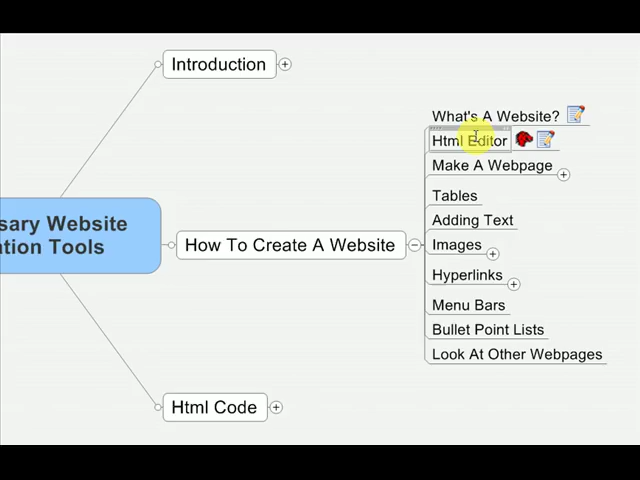 Introduction
What's A Website?
Html Editor
Make A Webpage
Tables
Adding Text
sary Website
ation Tools
How To Create A Website
Images
Hyperlinks
Menu Bars
Bullet Point Lists
Look At Other Webpages
Html Code